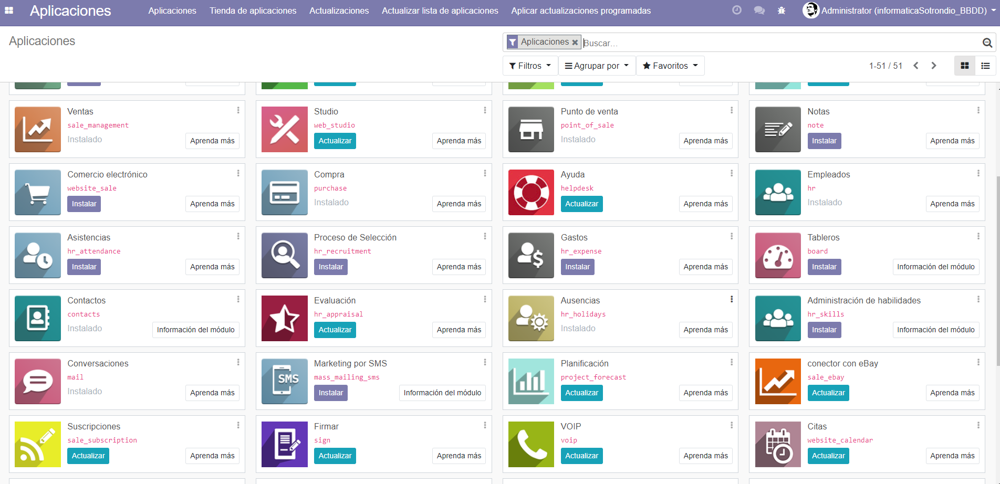 Aplicaciones Aplicaciones Tienda de aplicaciones Actualizaciones Actualizar lista de aplicaciones Aplicar actualizaciones programadas Administrator (informaticaSotrondio_BBDD)
Aplicaciones
Aplicaciones Buscar...
Filtros Agrupar por Favoritos 1-51 / 51
Ventas
sale_management
Instalado Aprenda más
Studio
web_studio
Actualizar Aprenda más
Punto de venta
point_of_sale
Instalado Aprenda más
Notas
note
Instalar Aprenda más
Comercio electrónico
website_sale
Instalar Aprenda más
Compra
purchase
Instalado Aprenda más
Ayuda
helpdesk
Actualizar Aprenda más
Empleados
hr
Instalado Aprenda más
Asistencias
hr_attendance
Instalar Aprenda más
Proceso de Selección
hr_recruitment
Instalar Aprenda más
Gastos
hr_expense
Instalar Aprenda más
Tableros
board
Instalar Información del módulo
Contactos
contacts
Instalado Información del módulo
Evaluación
hr_appraisal
Actualizar Aprenda más
Ausencias
hr_holidays
Instalado Aprenda más
Administración de habilidades
hr_skills
Instalar Información del módulo
Conversaciones
mail
Instalado Aprenda más
SMS
Marketing por SMS
mass_mailing_sms
Instalar Información del módulo
Planificación
project_forecast
Actualizar Aprenda más
conector con eBay
sale_ebay
Actualizar Aprenda más
Suscripciones
sale_subscription
Actualizar Aprenda más
Firmar
sign
Actualizar Aprenda más
VOIP
voip
Actualizar Aprenda más
Citas
website_calendar
Actualizar Aprenda más